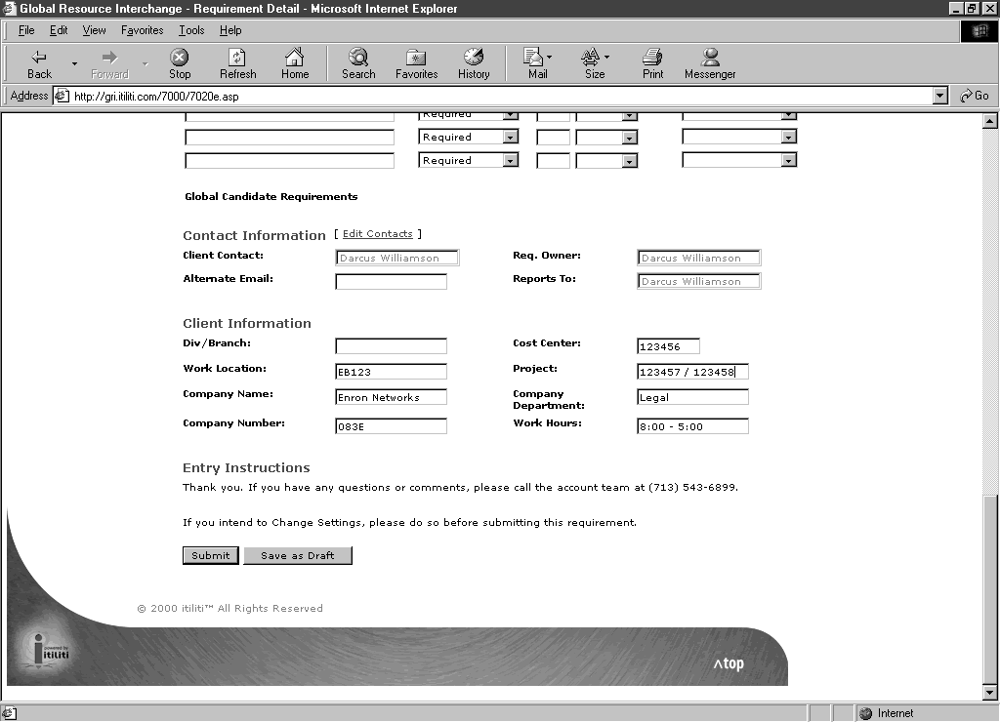 Global Resource Interchange - Requirement Detail - Microsoft Internet Explorer
File Edit View Favorites Tools Help
Back Forward Stop Refresh Home Search Favorites History Mail Size Print Messenger
Address http://gri.itiliti.com/7000/7020e.asp Go
Required
Required
Required
Global Candidate Requirements
Contact Information [ Edit Contacts ]
Client Contact: Darcus Williamson Req. Owner: Darcus Williamson
Alternate Email: Reports To: Darcus Williamson
Client Information
Div/Branch: Cost Center: 123456
Work Location: EB123 Project: 123457 / 123458
Company Name: Enron Networks Company Legal
Department:
Company Number: 083E Work Hours: 8:00 - 5:00
Entry Instructions
Thank you. If you have any questions or comments, please call the account team at (713) 543-6899.
If you intend to Change Settings, please do so before submitting this requirement.
Submit Save as Draft
© 2000 itiliti™ All Rights Reserved
powered by
itiliti
^top
Internet